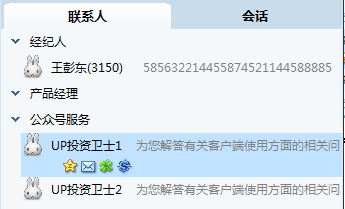 联系人 会话
经纪人
王彭东(3150) 585632214455874521144588885
产品经理
公众号服务
UP投资卫士1 为您解答有关客户端使用方面的相关问
UP投资卫士2 为您解答有关客户端使用方面的相关问